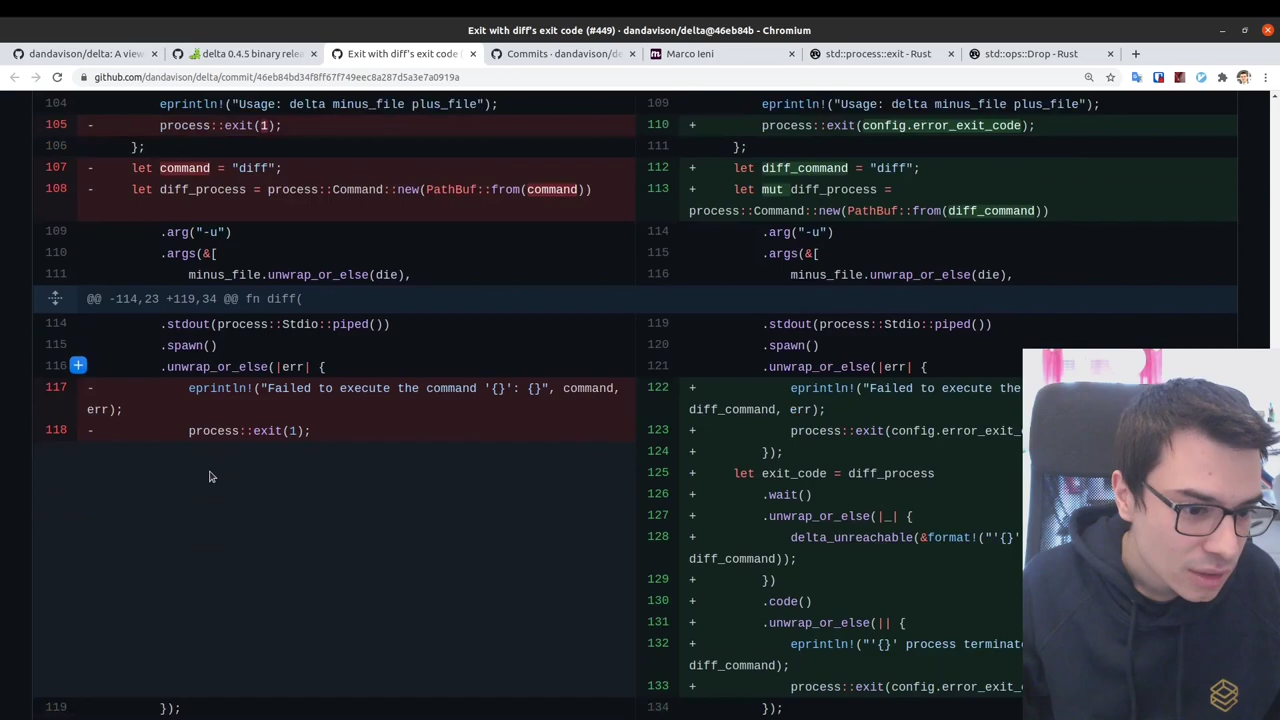 Exit with diff's exit code (#449) · dandavison/delta@46eb84b - Chromium
dandavison/delta: A view
delta 0.4.5 binary relea
Exit with diff's exit code (
Commits · dandavison/de
Marco Ieni
std::process::exit - Rust
std::ops::Drop - Rust
github.com/dandavison/delta/commit/46eb84bd34f8ff67f749eec8a287d5a3e7a0919a
104 eprintln!("Usage: delta minus_file plus_file");
105 - process::exit(1);
106 };
107 - let command = "diff";
108 - let diff_process = process::Command::new(PathBuf::from(command))
109 .arg("-u")
110 .args(&[
111 minus_file.unwrap_or_else(die),
@@ -114,23 +119,34 @@ fn diff(
114 .stdout(process::Stdio::piped())
115 .spawn()
116 .unwrap_or_else(|err| {
117 - eprintln!("Failed to execute the command '{}': {}", command,
err);
118 - process::exit(1);
119 });
109 eprintln!("Usage: delta minus_file plus_file");
110 + process::exit(config.error_exit_code);
111 };
112 + let diff_command = "diff";
113 + let mut diff_process =
process::Command::new(PathBuf::from(diff_command))
114 .arg("-u")
115 .args(&[
116 minus_file.unwrap_or_else(die),
119 .stdout(process::Stdio::piped())
120 .spawn()
121 .unwrap_or_else(|err| {
122 + eprintln!("Failed to execute the
diff_command, err);
123 + process::exit(config.error_exit_
124 + });
125 + let exit_code = diff_process
126 + .wait()
127 + .unwrap_or_else(|_| {
128 + delta_unreachable(&format!("'{}'
diff_command));
129 + })
130 + .code()
131 + .unwrap_or_else(|| {
132 + eprintln!("'{}' process terminat
diff_command);
133 + process::exit(config.error_exit_
134 });